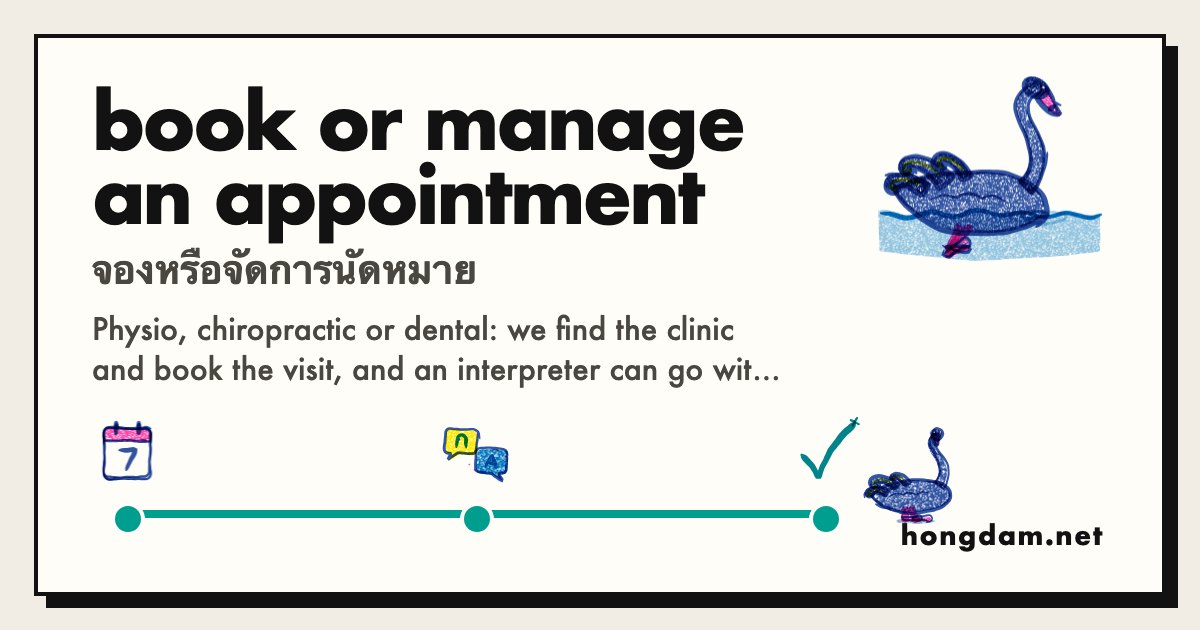 book or manage
an appointment
จองหรือจัดการนัดหมาย
Physio, chiropractic or dental: we find the clinic
and book the visit, and an interpreter can go wit...
7
ก
A
hongdam.net